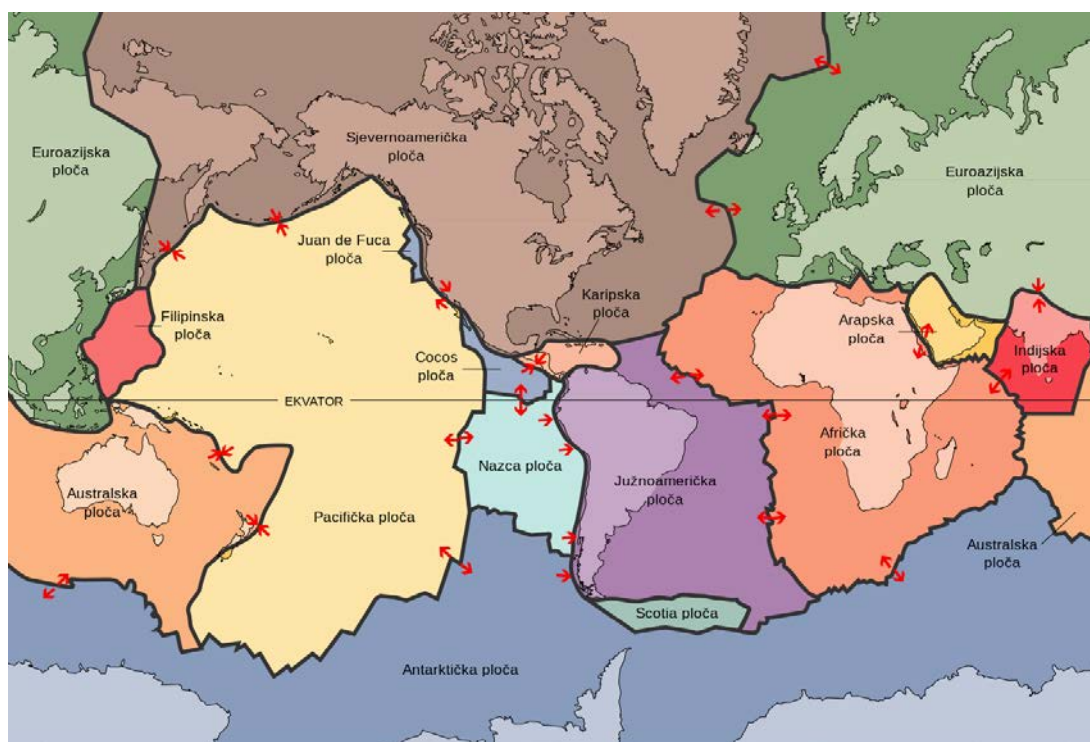 Sjevernoamerička
ploča
Euroazijska
ploča
Euroazijska
ploča
Juan de Fuca
ploča
Karipska
ploča
Filipinska
ploča
Arapska
ploča
Cocos
ploča
Indijska
ploča
EKVATOR
Afrička
ploča
Nazca ploča
Južnoamerička
ploča
Australska
ploča
Pacifička ploča
Australska
ploča
Scotia ploča
Antarktička ploča